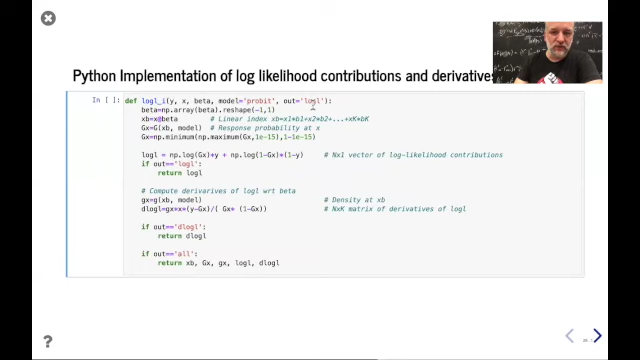 Python Implementation of log likelihood contributions and derivatives
In [ ]:
def logl_i(y, x, beta, model='probit', out='logl'):
beta=np.array(beta).reshape(-1,1)
xb=x@beta # Linear index xb=x1*b1+x2*b2+...+xK*bK
Gx=G(xb, model) # Response probability at x
Gx=np.minimum(np.maximum(Gx,1e-15),1-1e-15)
logl = np.log(Gx)*y + np.log(1-Gx)*(1-y) # Nx1 vector of log-likelihood contributions
if out=='logl':
return logl
# Compute derivarives of logl wrt beta
gx=g(xb, model) # Density at xb
dlogl=gx*x*(y-Gx)/( Gx* (1-Gx)) # NxK matrix of derivatives of logl
if out=='dlogl':
return dlogl
if out=='all':
return xb, Gx, gx, logl, dlogl
?